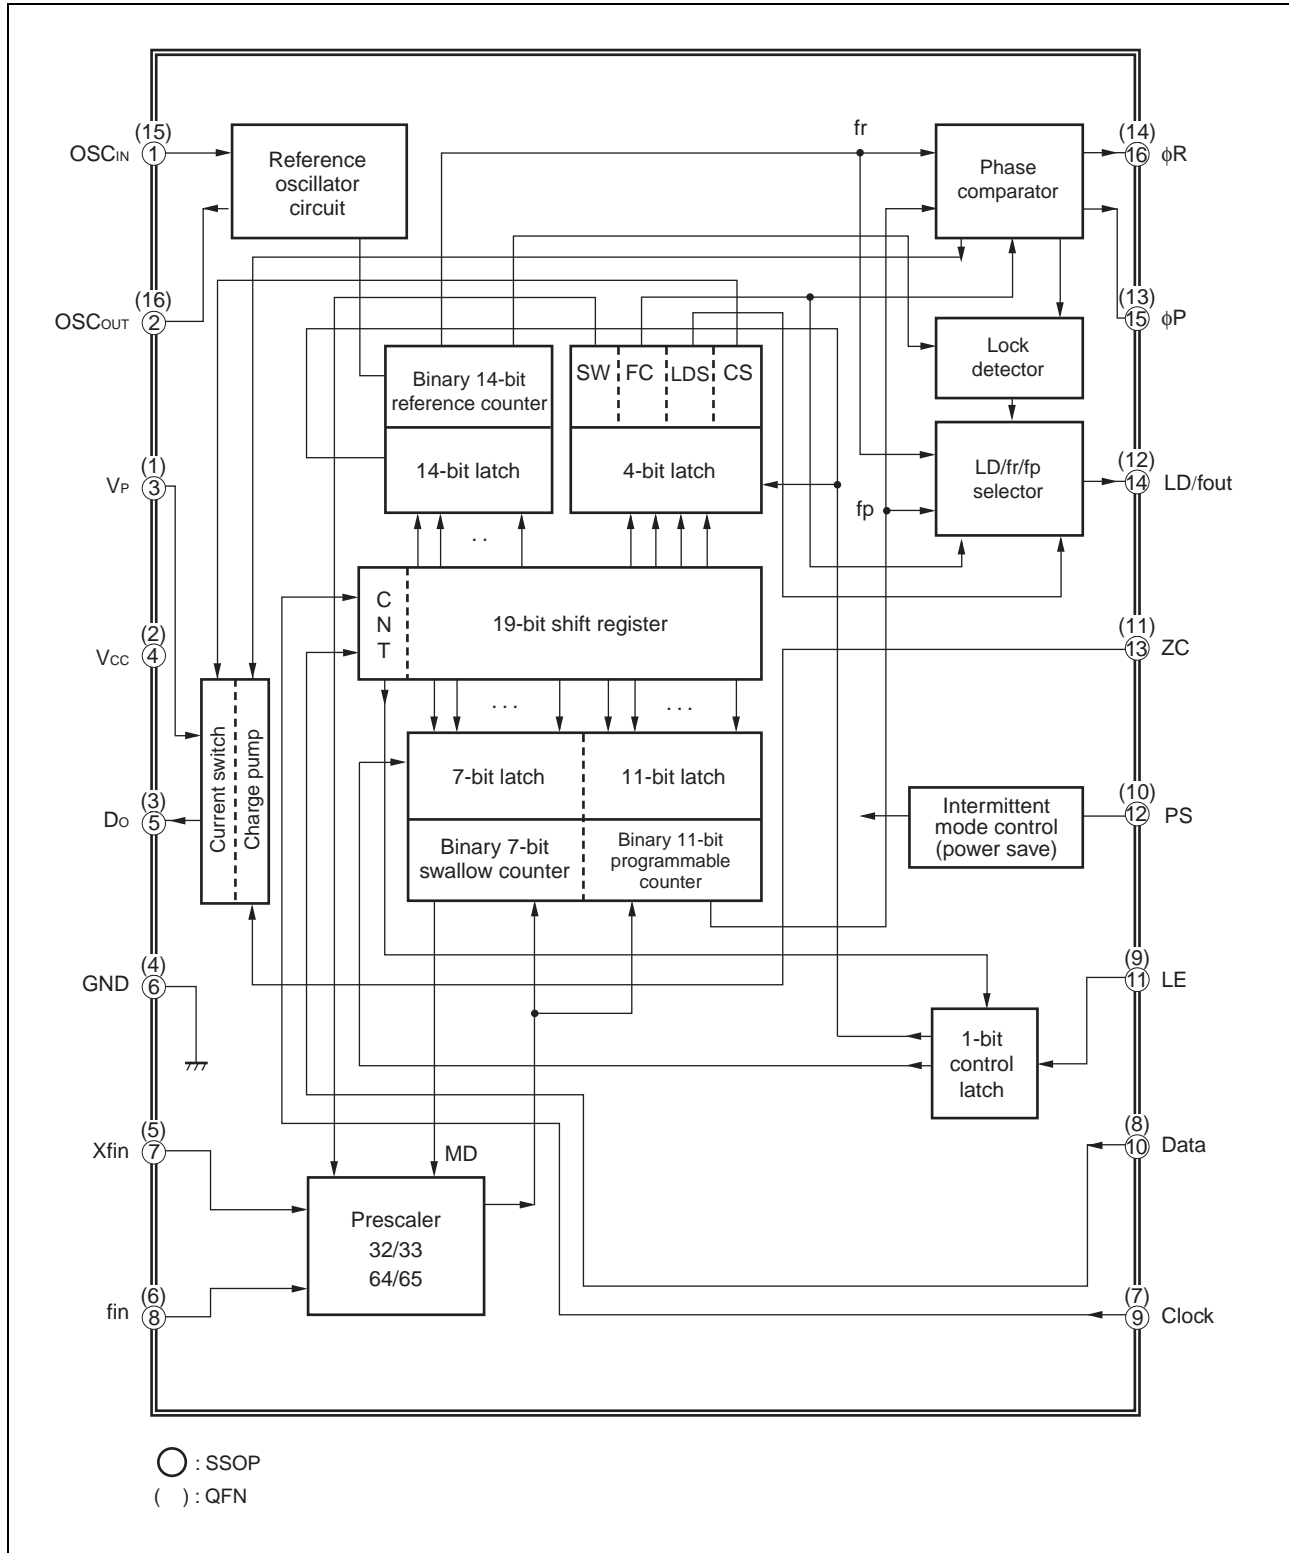 (15)
OSCIN
1
Reference
oscillator
circuit
fr
Phase
comparator
(14)
16
ϕR
(16)
OSCOUT
2
(13)
15
ϕP
Lock
detector
Binary 14-bit
reference counter
SW
FC
LDS
CS
14-bit latch
4-bit latch
LD/fr/fp
selector
(12)
14
LD/fout
(1)
VP
3
fp
. .
C
N
T
19-bit shift register
(2)
VCC
4
(11)
13
ZC
. . .
. . .
Current switch
Charge pump
7-bit latch
11-bit latch
(3)
DO
5
Intermittent
mode control
(power save)
(10)
12
PS
Binary 7-bit
swallow counter
Binary 11-bit
programmable
counter
(4)
GND
6
(9)
11
LE
1-bit
control
latch
(5)
Xfin
7
MD
(8)
10
Data
Prescaler
32/33
64/65
(6)
fin
8
(7)
9
Clock
: SSOP
( ) : QFN